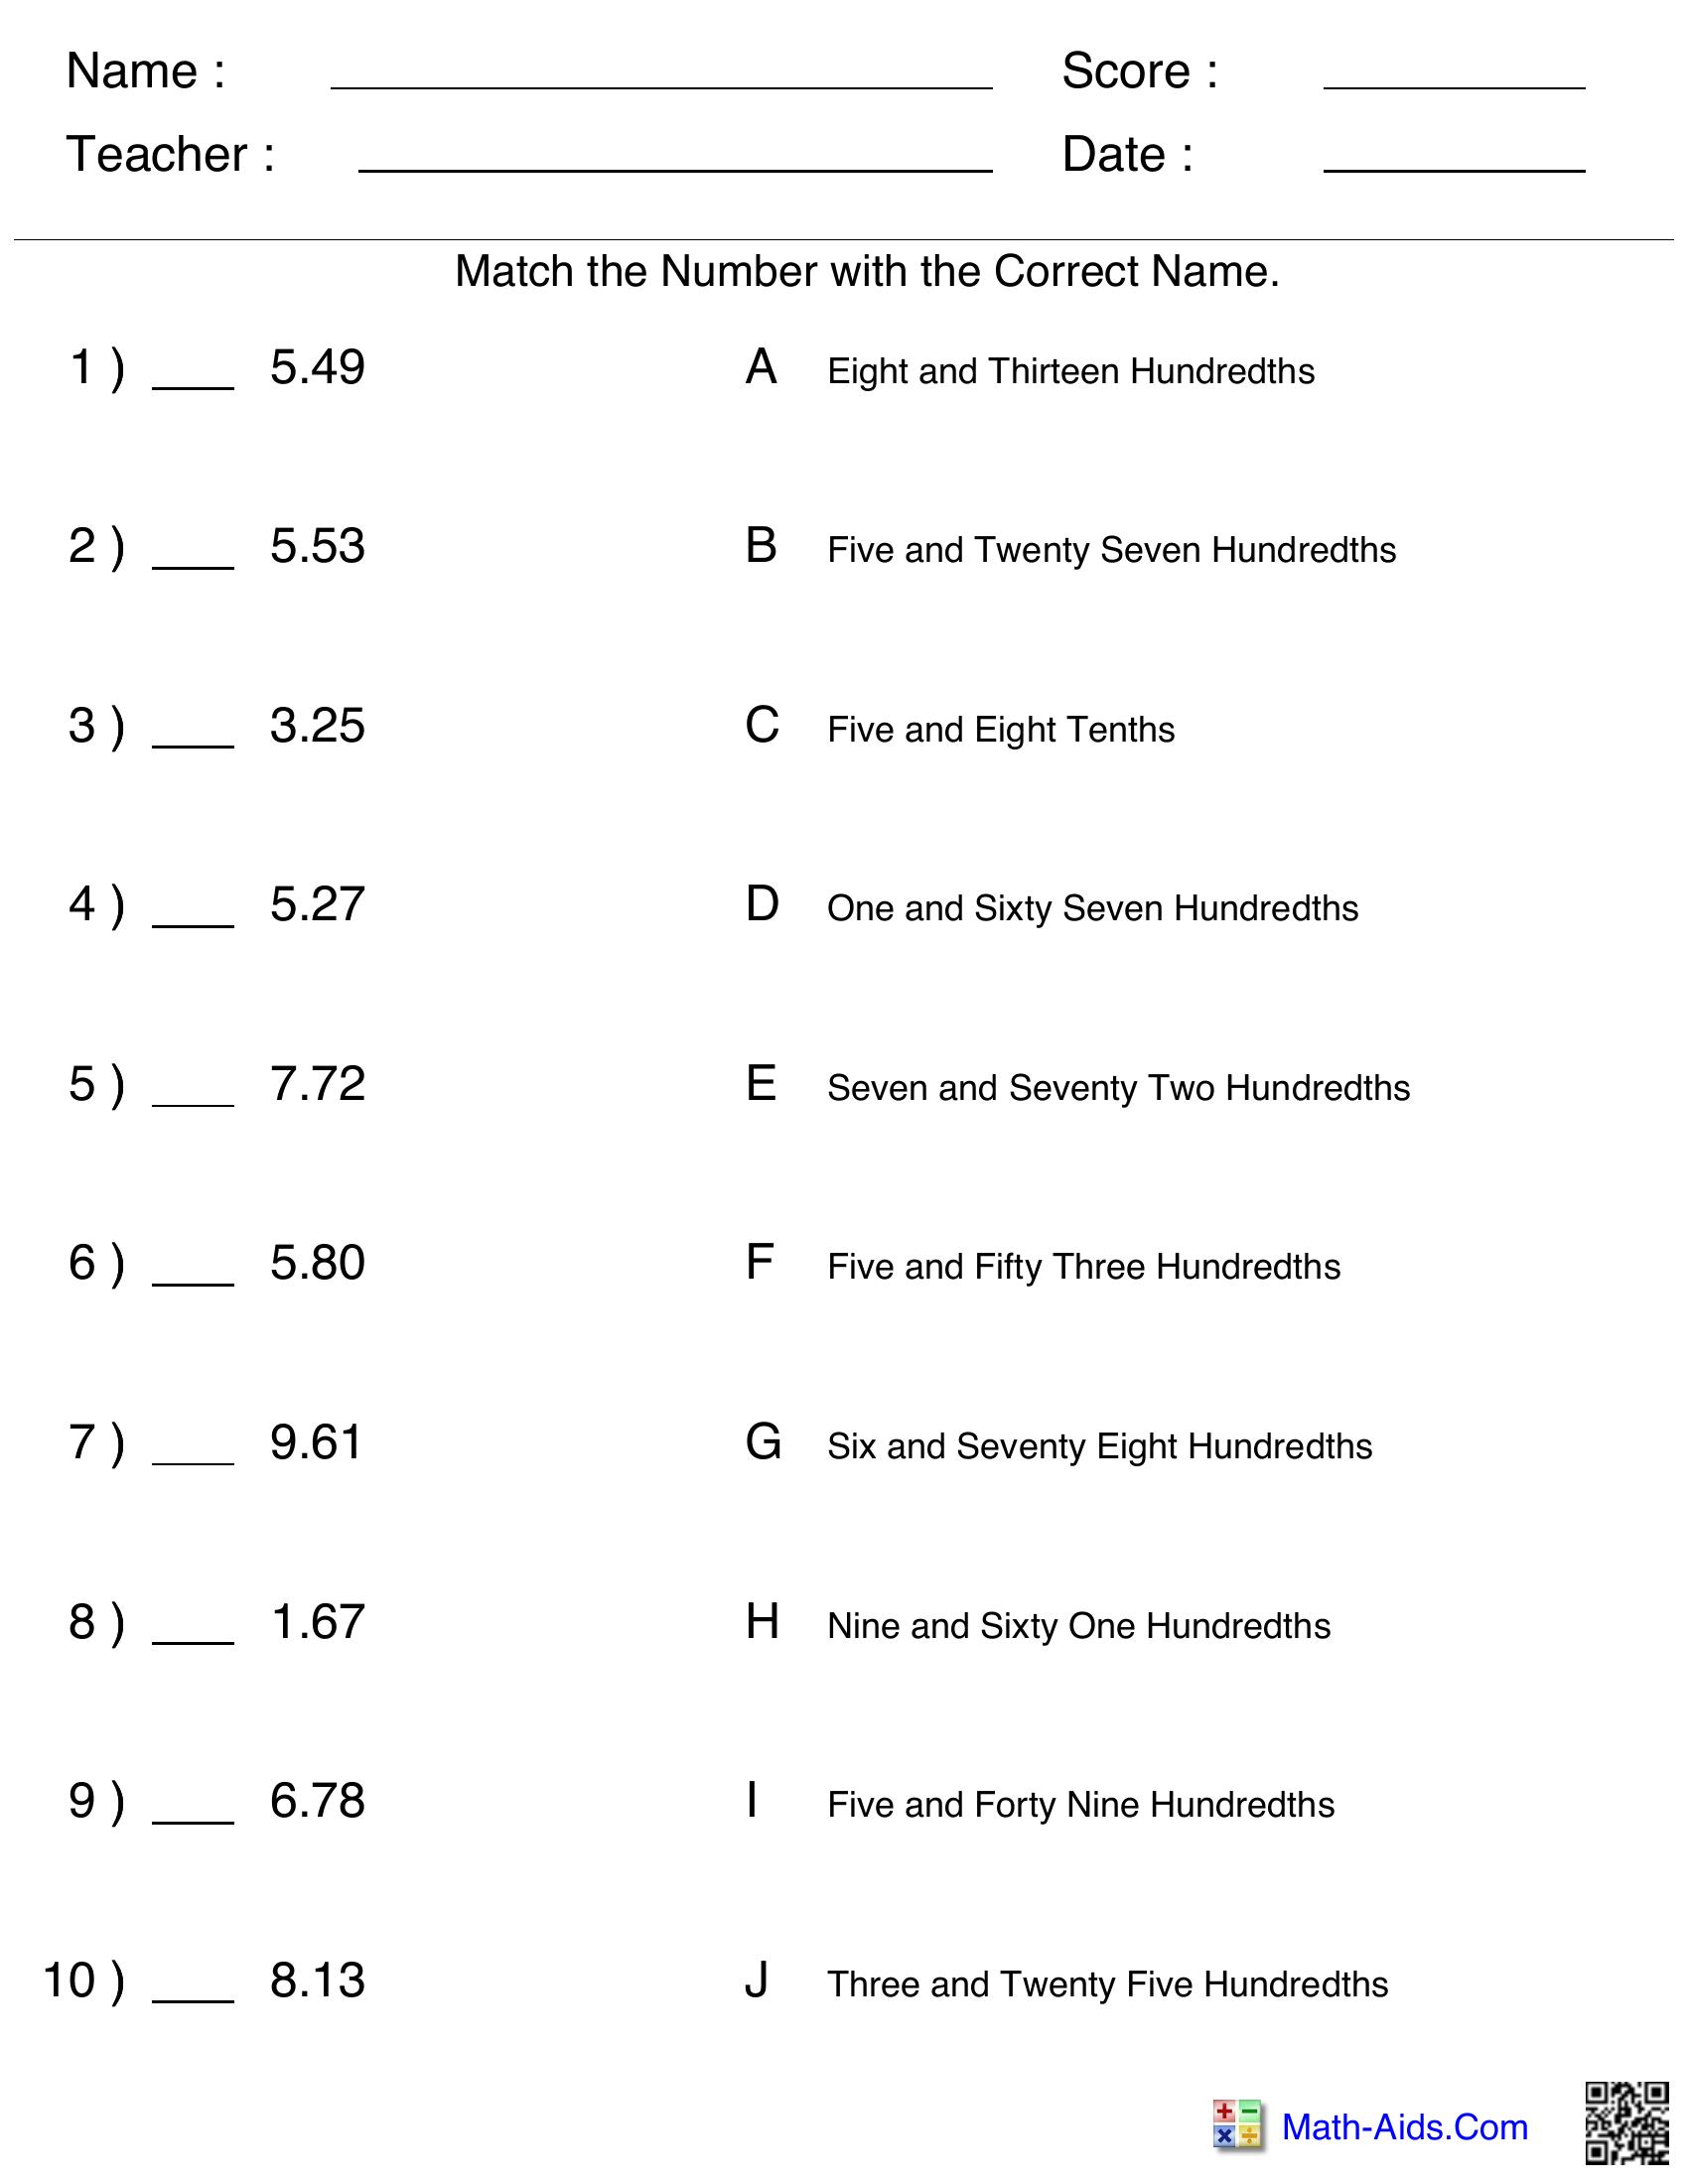 Name : Score :
Teacher : Date :
Match the Number with the Correct Name.
1 ) ___ 5.49 A Eight and Thirteen Hundredths
2 ) ___ 5.53 B Five and Twenty Seven Hundredths
3 ) ___ 3.25 C Five and Eight Tenths
4 ) ___ 5.27 D One and Sixty Seven Hundredths
5 ) ___ 7.72 E Seven and Seventy Two Hundredths
6 ) ___ 5.80 F Five and Fifty Three Hundredths
7 ) ___ 9.61 G Six and Seventy Eight Hundredths
8 ) ___ 1.67 H Nine and Sixty One Hundredths
9 ) ___ 6.78 I Five and Forty Nine Hundredths
10 ) ___ 8.13 J Three and Twenty Five Hundredths
Math-Aids.Com